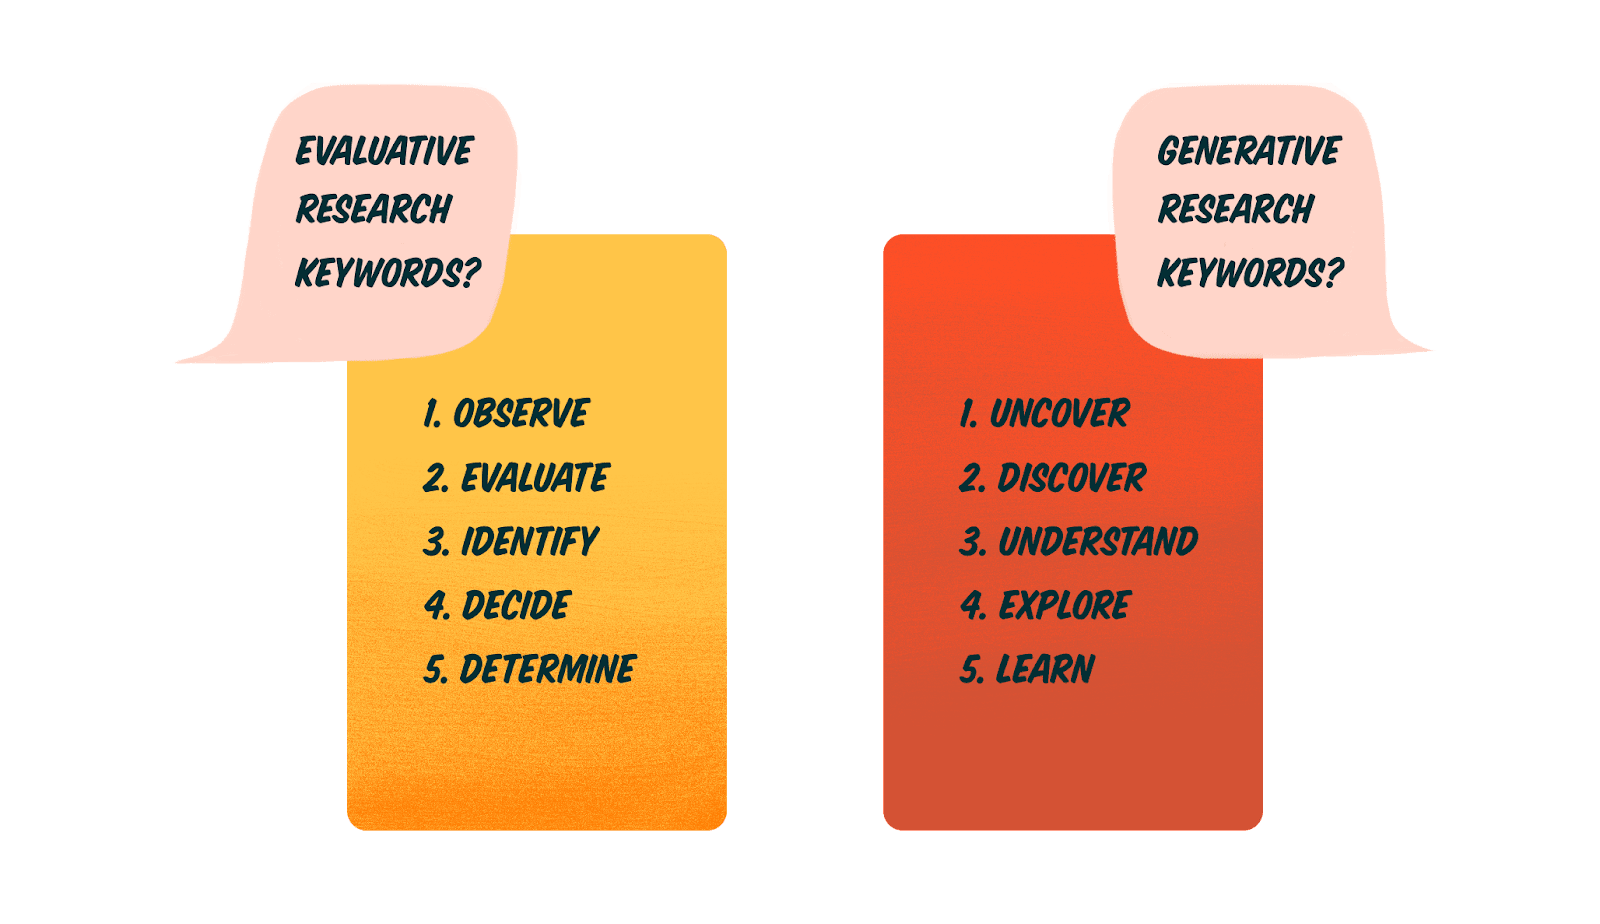 EVALUATIVE
RESEARCH
KEYWORDS?
1. OBSERVE
2. EVALUATE
3. IDENTIFY
4. DECIDE
5. DETERMINE
GENERATIVE
RESEARCH
KEYWORDS?
1. UNCOVER
2. DISCOVER
3. UNDERSTAND
4. EXPLORE
5. LEARN